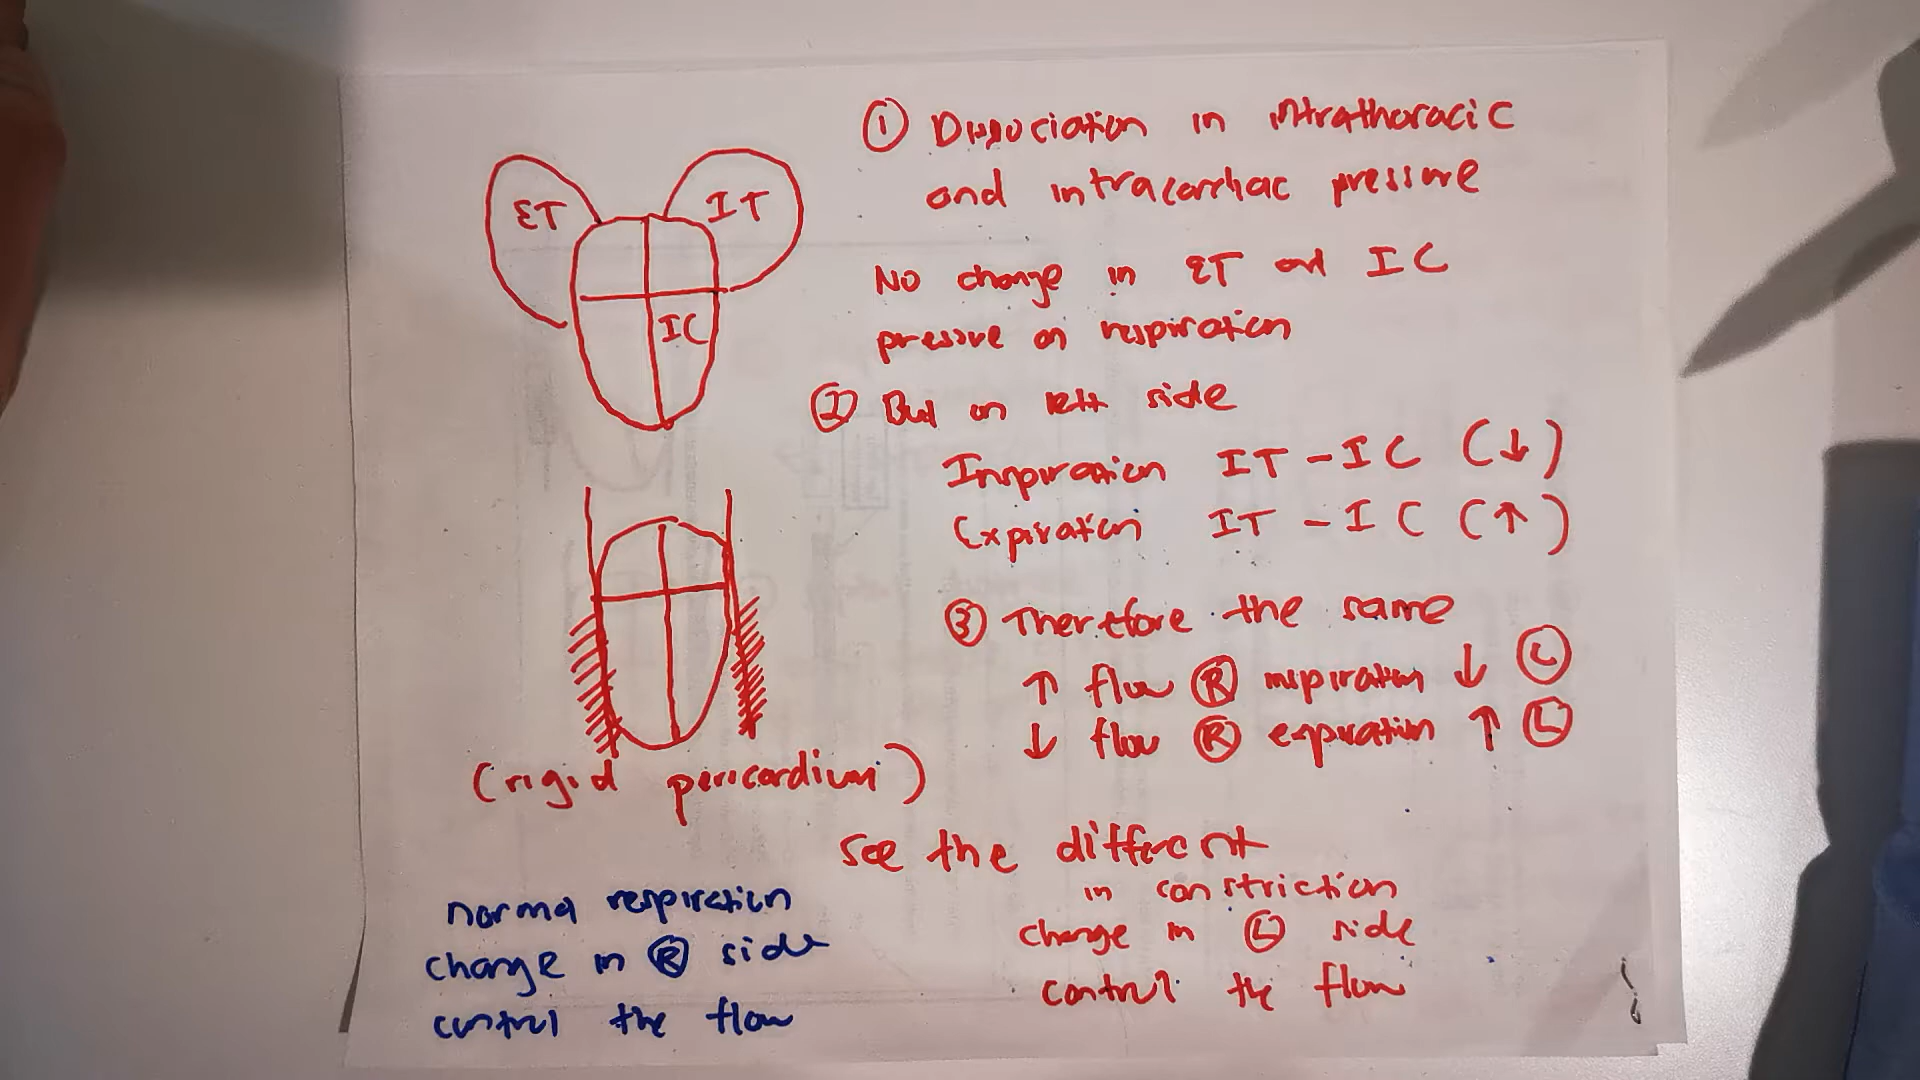 ET
IT
IC
(rigid pericardium)
① Dissociation in intrathoracic
and intracardiac pressure
No change in ET and IC
pressure on respiration
② But on left side
Inspiration IT - IC (↓)
Expiration IT - IC (↑)
③ Therefore the same
↑ flow Ⓡ inspiration ↓ Ⓛ
↓ flow Ⓡ expiration ↑ Ⓛ
See the different
in constriction
change in Ⓛ side
control the flow
normal respiration
change in Ⓡ side
control the flow